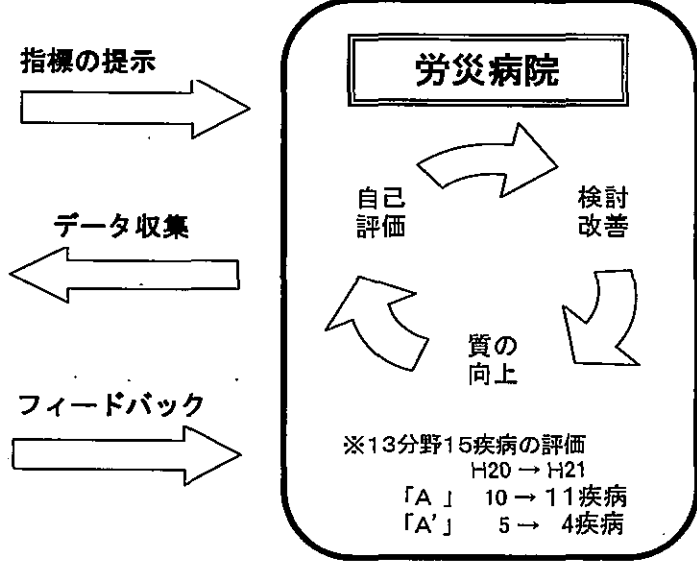 指標の提示
データ収集
フィードバック
労災病院
自己
評価
検討
改善
質の
向上
※13分野15疾病の評価
H20 → H21
「A 」 10 → 11疾病
「A'」 5 → 4疾病